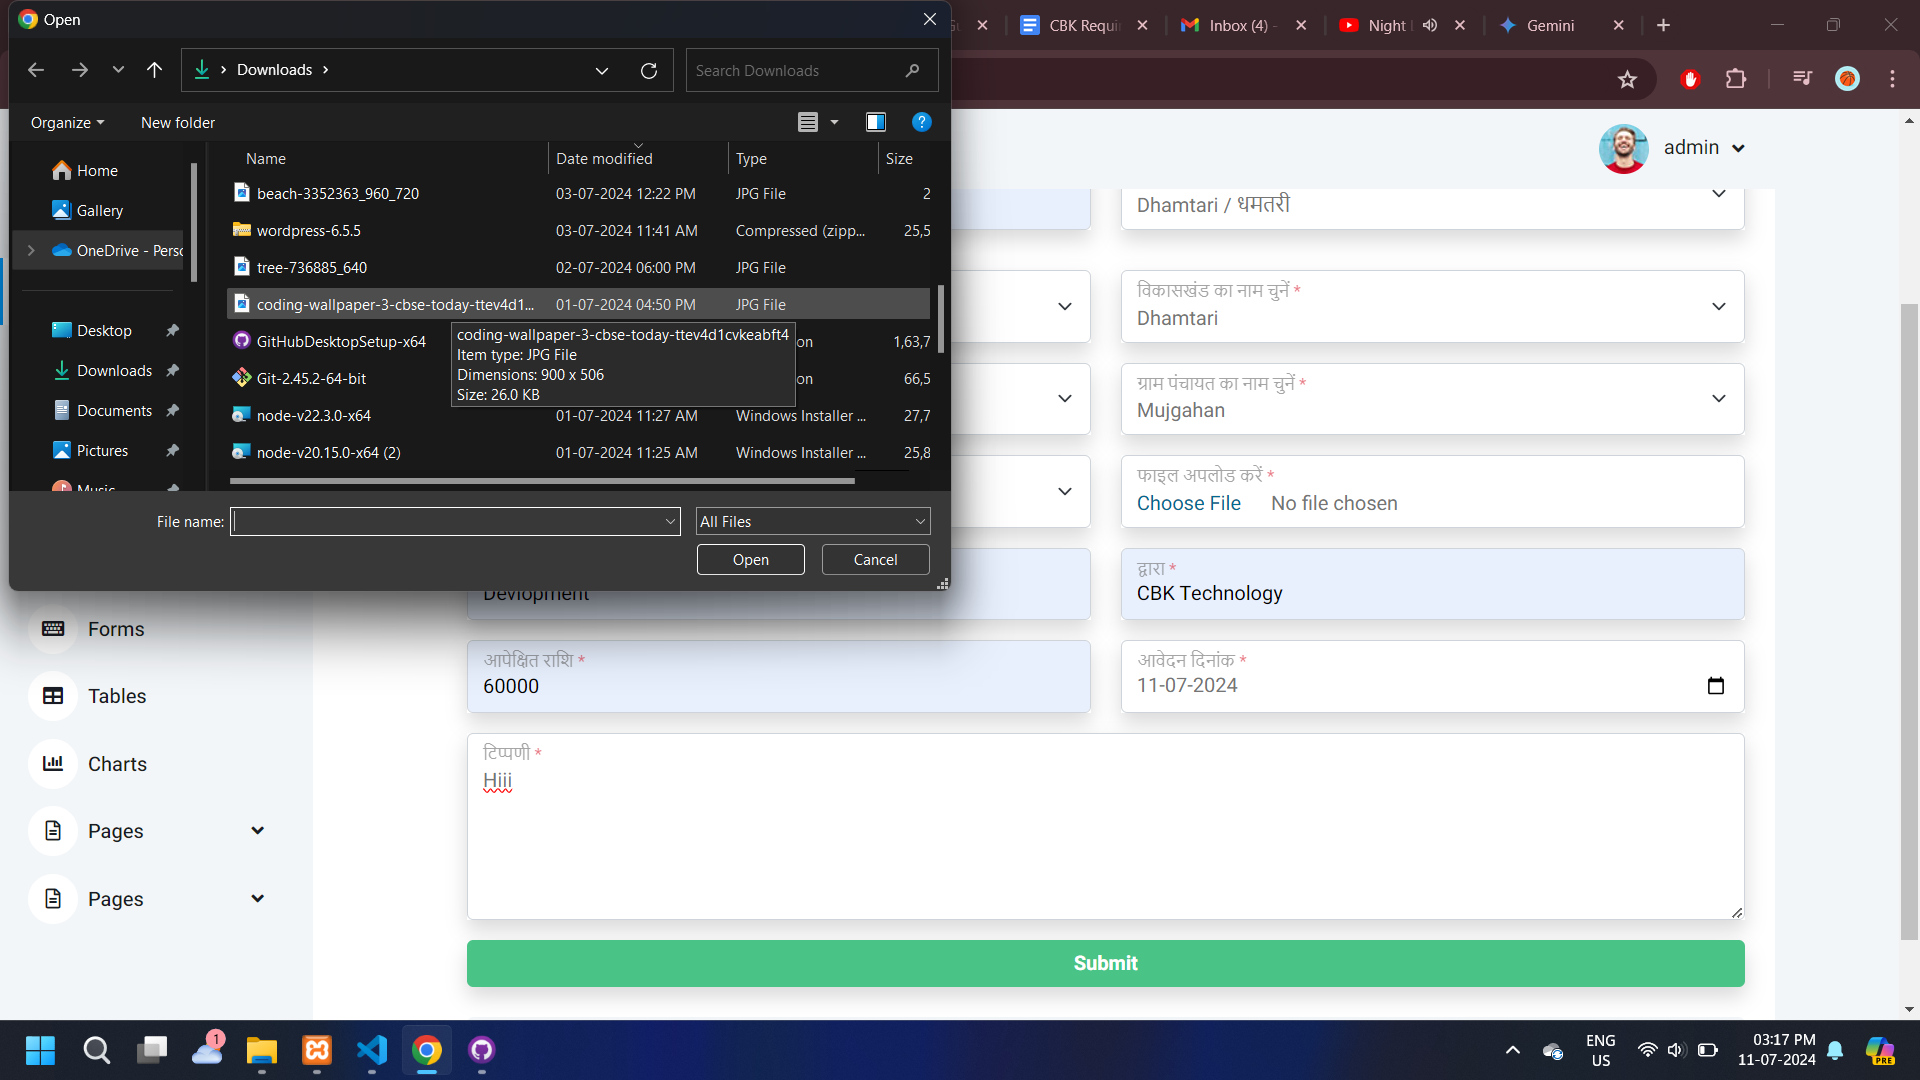 Open
CBK Requi
Inbox (4) -
Night
Gemini
Downloads
Search Downloads
Organize
New folder
Name
Date modified
Type
Size
Home
Gallery
OneDrive - Perso
Desktop
Downloads
Documents
Pictures
Music
beach-3352363_960_720
03-07-2024 12:22 PM
JPG File
2
wordpress-6.5.5
03-07-2024 11:41 AM
Compressed (zipp...
25,5
tree-736885_640
02-07-2024 06:00 PM
JPG File
coding-wallpaper-3-cbse-today-ttev4d1...
01-07-2024 04:50 PM
JPG File
GitHubDesktopSetup-x64
on
1,63,7
Git-2.45.2-64-bit
on
66,5
node-v22.3.0-x64
01-07-2024 11:27 AM
Windows Installer ...
27,7
node-v20.15.0-x64 (2)
01-07-2024 11:25 AM
Windows Installer ...
25,8
coding-wallpaper-3-cbse-today-ttev4d1cvkeabft4
Item type: JPG File
Dimensions: 900 x 506
Size: 26.0 KB
File name:
All Files
Open
Cancel
admin
Dhamtari / धमतरी
विकासखंड का नाम चुनें *
Dhamtari
ग्राम पंचायत का नाम चुनें *
Mujgahan
फाइल अपलोड करें *
Choose File
No file chosen
Devlopment
द्वारा *
CBK Technology
आपेक्षित राशि *
60000
आवेदन दिनांक *
11-07-2024
टिप्पणी *
Hiii
Submit
Forms
Tables
Charts
Pages
Pages
1
ENG
US
03:17 PM
11-07-2024
PRE